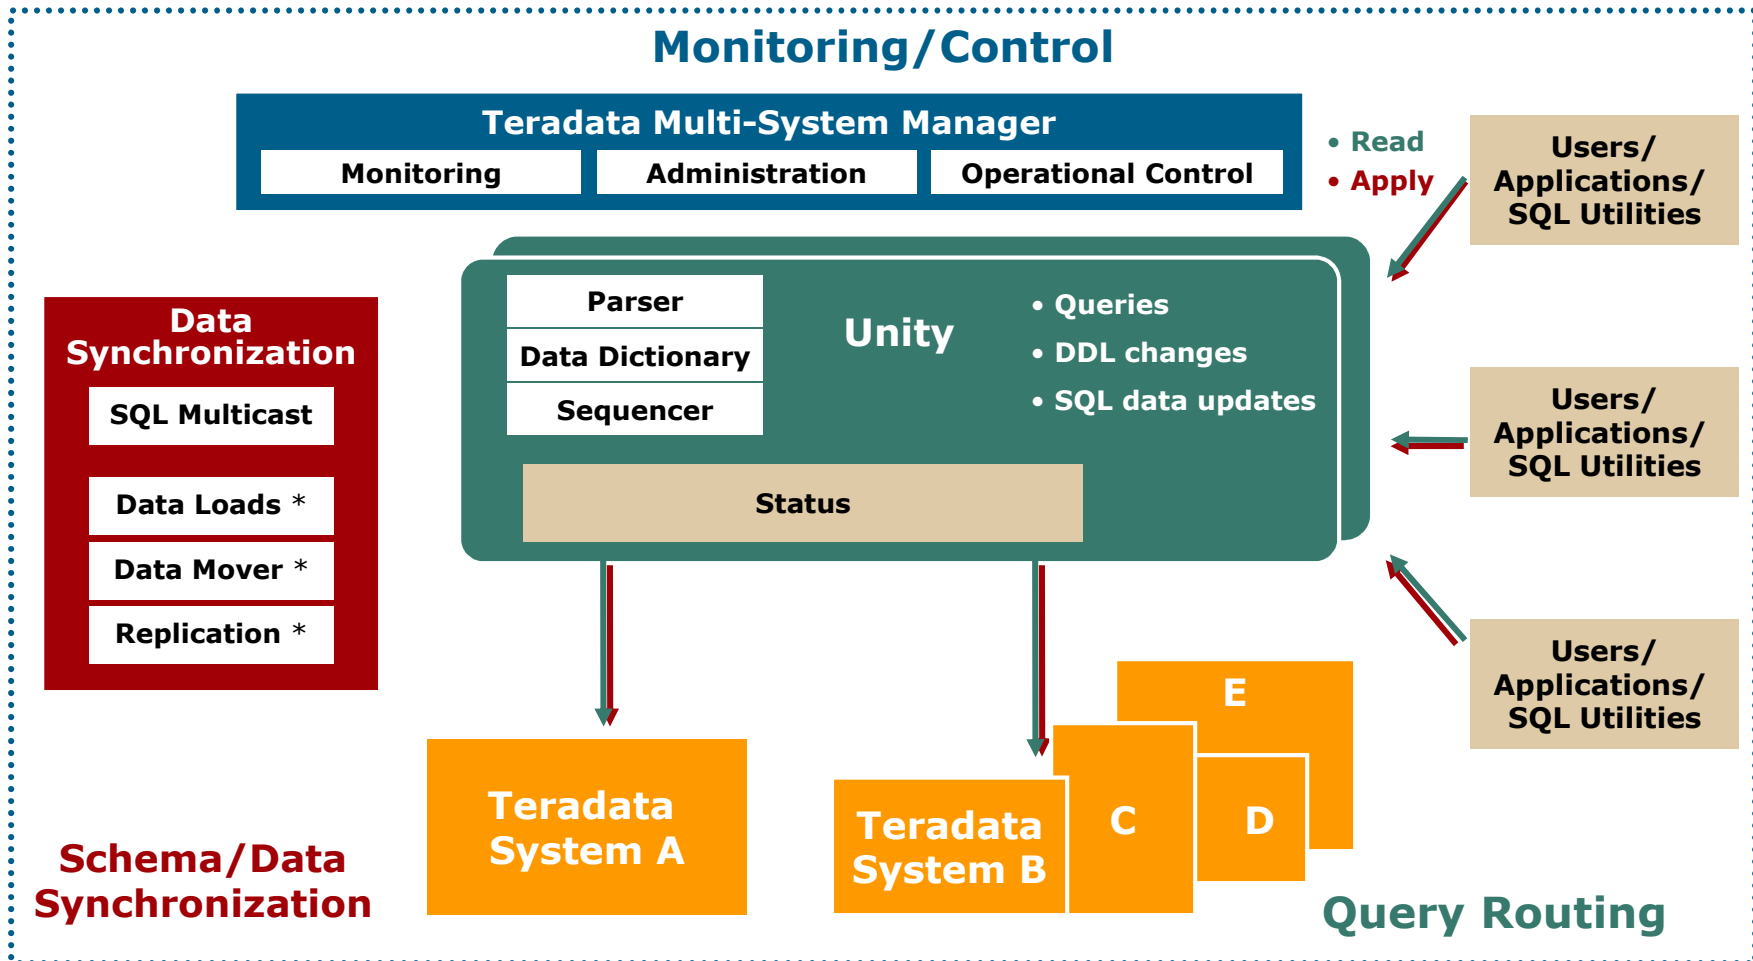 Monitoring/Control
Teradata Multi-System Manager
Monitoring
Administration
Operational Control
• Read
• Apply
Users/
Applications/
SQL Utilities
Data
Synchronization
SQL Multicast
Data Loads *
Data Mover *
Replication *
Parser
Data Dictionary
Sequencer
Unity
• Queries
• DDL changes
• SQL data updates
Status
Users/
Applications/
SQL Utilities
Users/
Applications/
SQL Utilities
Teradata
System A
Teradata
System B
C
D
E
Schema/Data
Synchronization
Query Routing